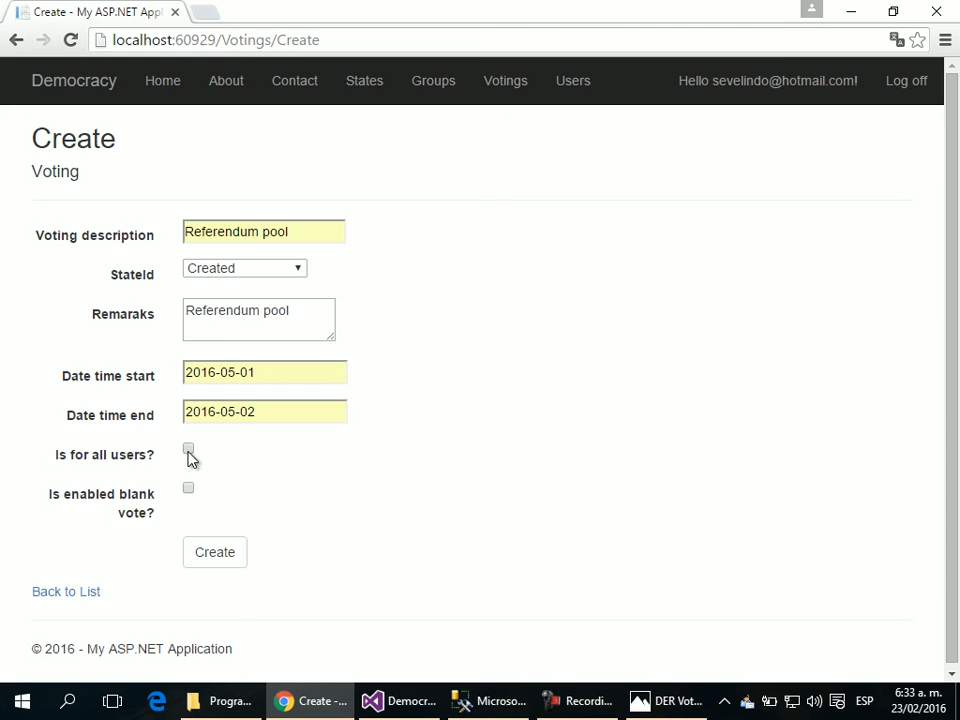 Create - My ASP.NET Appl
localhost:60929/Votings/Create
Democracy Home About Contact States Groups Votings Users Hello sevelindo@hotmail.com! Log off
Create
Voting
Voting description Referendum pool
StateId Created
Remaraks Referendum pool
Date time start 2016-05-01
Date time end 2016-05-02
Is for all users?
Is enabled blank
vote?
Create
Back to List
© 2016 - My ASP.NET Application
Progra... Create -... Democr... Microso... Recordi... DER Vot... ESP 6:33 a. m.
23/02/2016